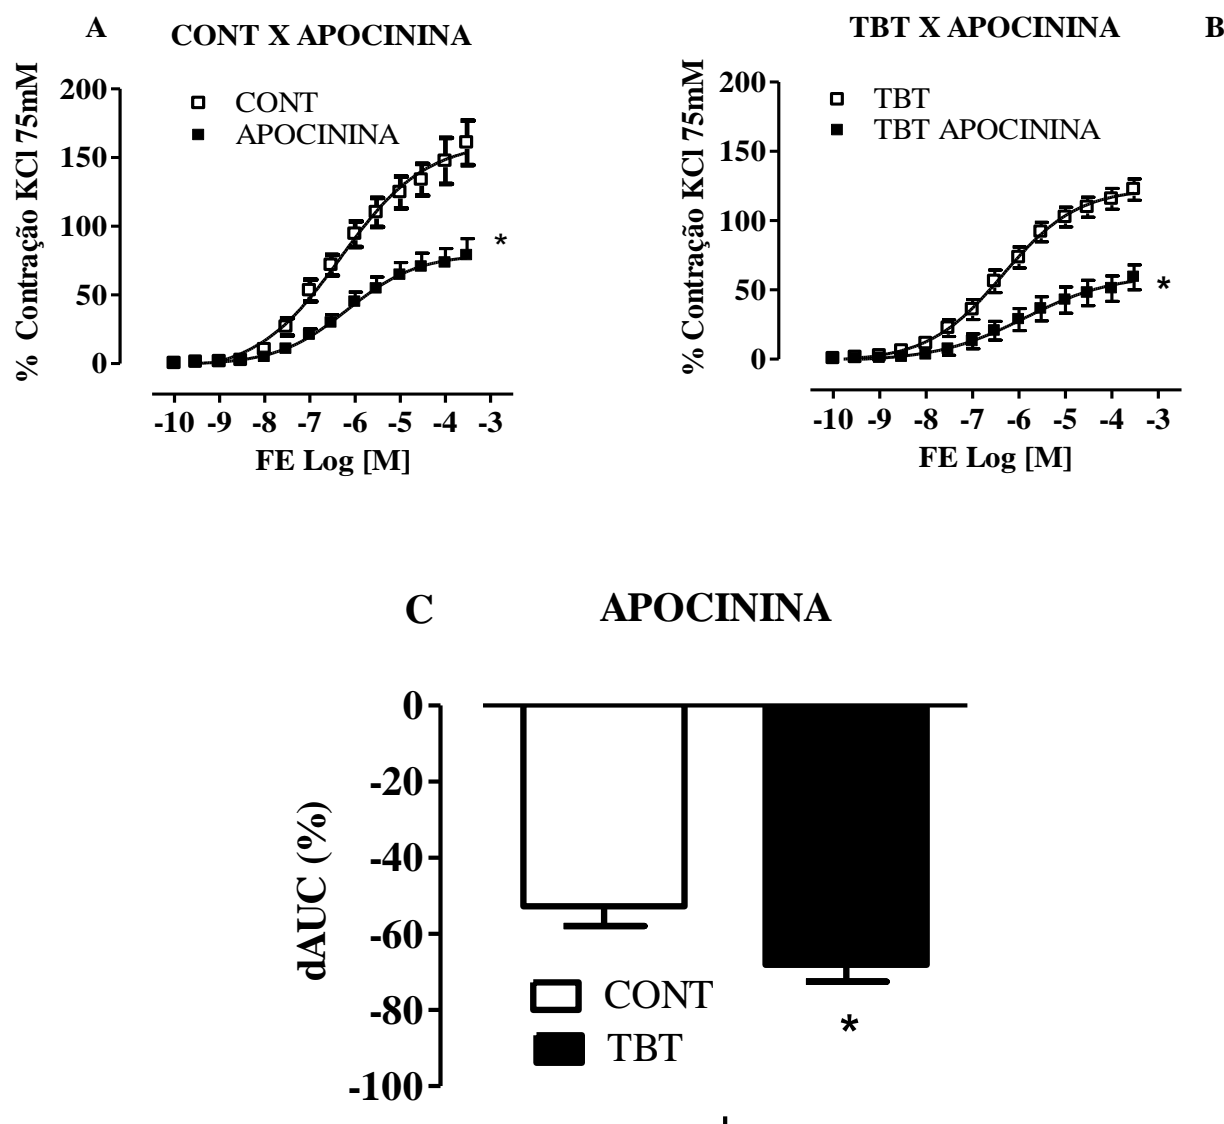 A
CONT X APOCININA
% Contração KCl 75mM
200
150
100
50
0
CONT
APOCININA
*
-10 -9 -8 -7 -6 -5 -4 -3
FE Log [M]
TBT X APOCININA
B
% Contração KCl 75mM
200
150
100
50
0
TBT
TBT APOCININA
*
-10 -9 -8 -7 -6 -5 -4 -3
FE Log [M]
C
APOCININA
dAUC (%)
0
-20
-40
-60
-80
-100
CONT
TBT
*